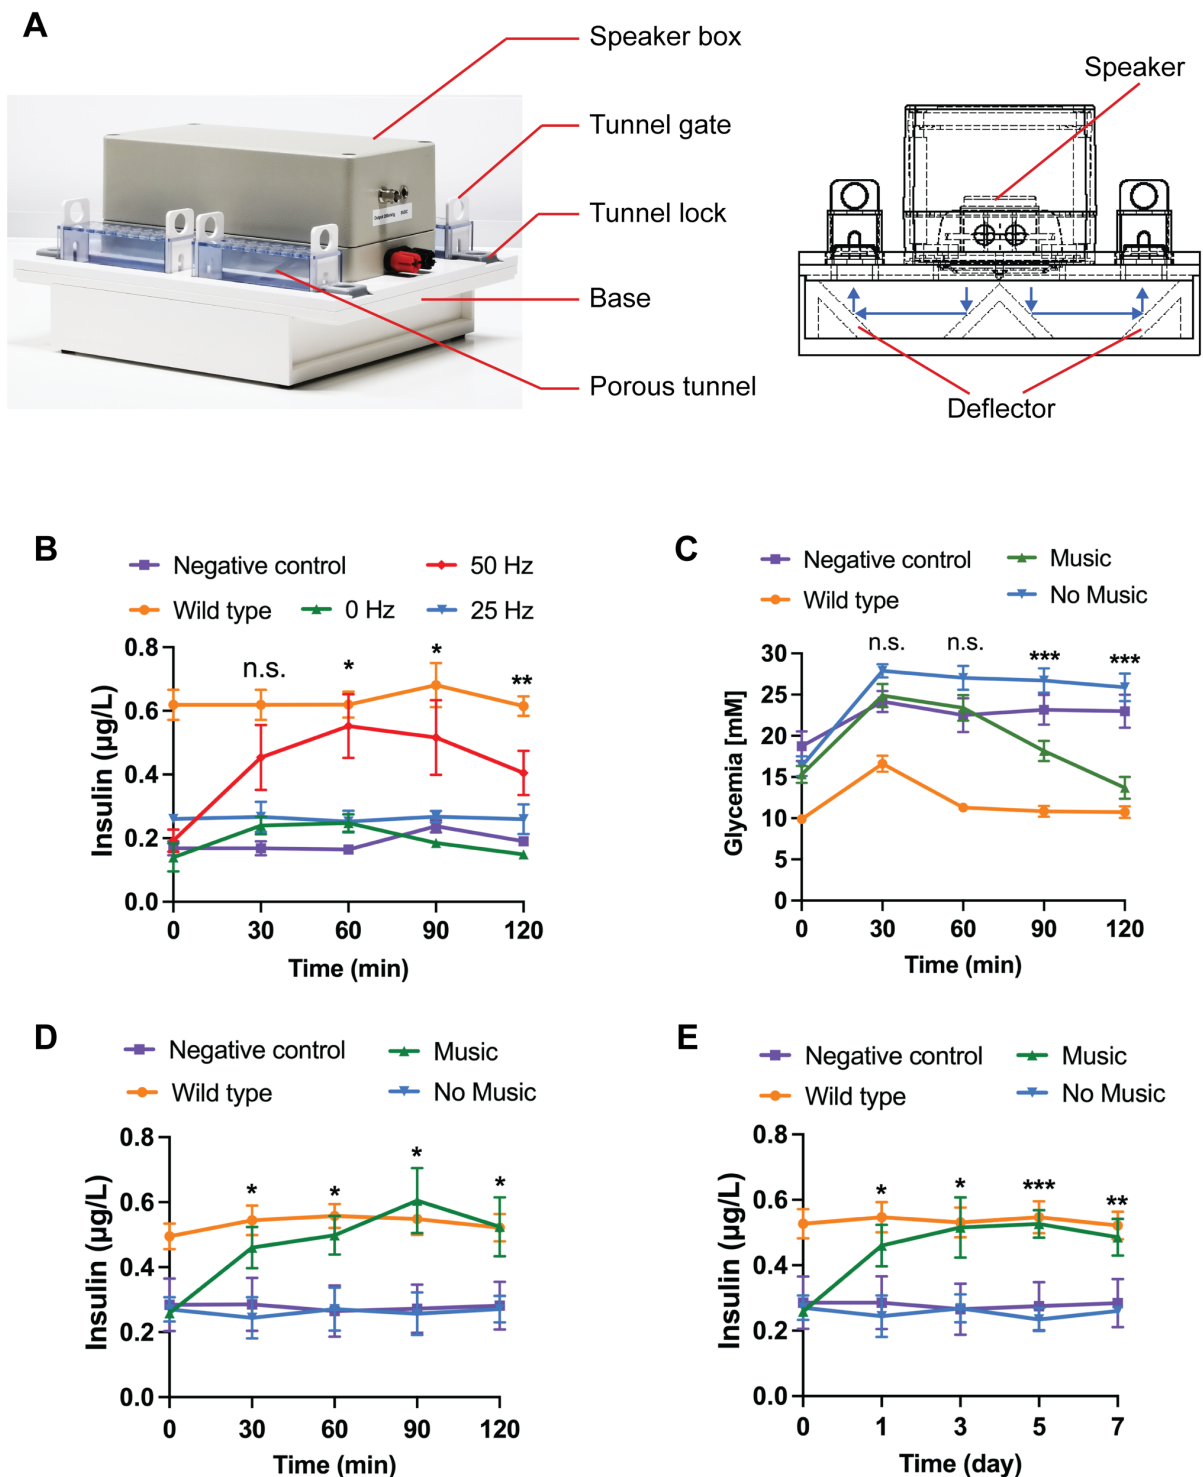 A
Speaker box
Tunnel gate
Tunnel lock
Base
Porous tunnel
Speaker
Deflector
B
Negative control
50 Hz
Wild type
0 Hz
25 Hz
Insulin (µg/L)
0.8
0.6
0.4
0.2
0.0
n.s.
*
*
**
0 30 60 90 120
Time (min)
C
Negative control
Music
Wild type
No Music
Glycemia [mM]
30
25
20
15
10
5
0
n.s.
n.s.
***
***
0 30 60 90 120
Time (min)
D
Negative control
Music
Wild type
No Music
Insulin (µg/L)
0.8
0.6
0.4
0.2
0.0
*
*
*
*
0 30 60 90 120
Time (min)
E
Negative control
Music
Wild type
No Music
Insulin (µg/L)
0.8
0.6
0.4
0.2
0.0
*
*
***
**
0 1 3 5 7
Time (day)